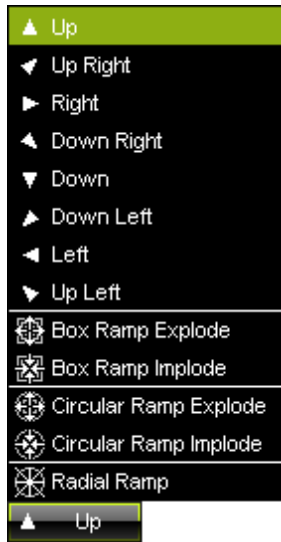 Up
Up Right
Right
Down Right
Down
Down Left
Left
Up Left
Box Ramp Explode
Box Ramp Implode
Circular Ramp Explode
Circular Ramp Implode
Radial Ramp
Up